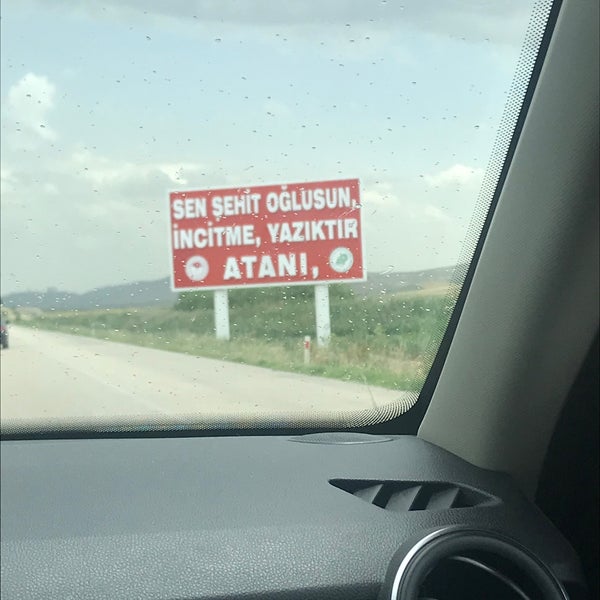 SEN ŞEHİT OĞLUSUN,
İNCİTME, YAZIKTIR
ATANI,